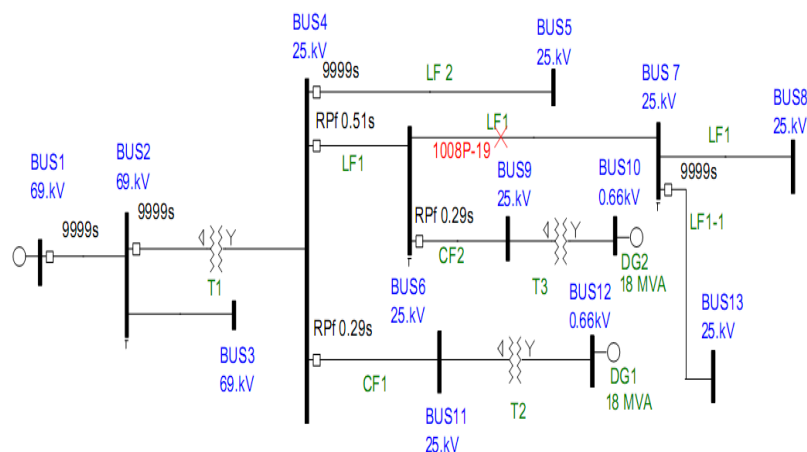 BUS4
25.kV
9999s
LF 2
BUS5
25.kV
RPf 0.51s
LF1
LF1
1008P-19
BUS 7
25.kV
LF1
BUS8
25.kV
9999s
LF1-1
BUS1
69.kV
BUS2
69.kV
9999s
9999s
T1
BUS3
69.kV
BUS9
25.kV
BUS10
0.66kV
RPf 0.29s
CF2
T3
DG2
18 MVA
BUS6
25.kV
BUS12
0.66kV
RPf 0.29s
CF1
BUS11
25.kV
T2
DG1
18 MVA
BUS13
25.kV